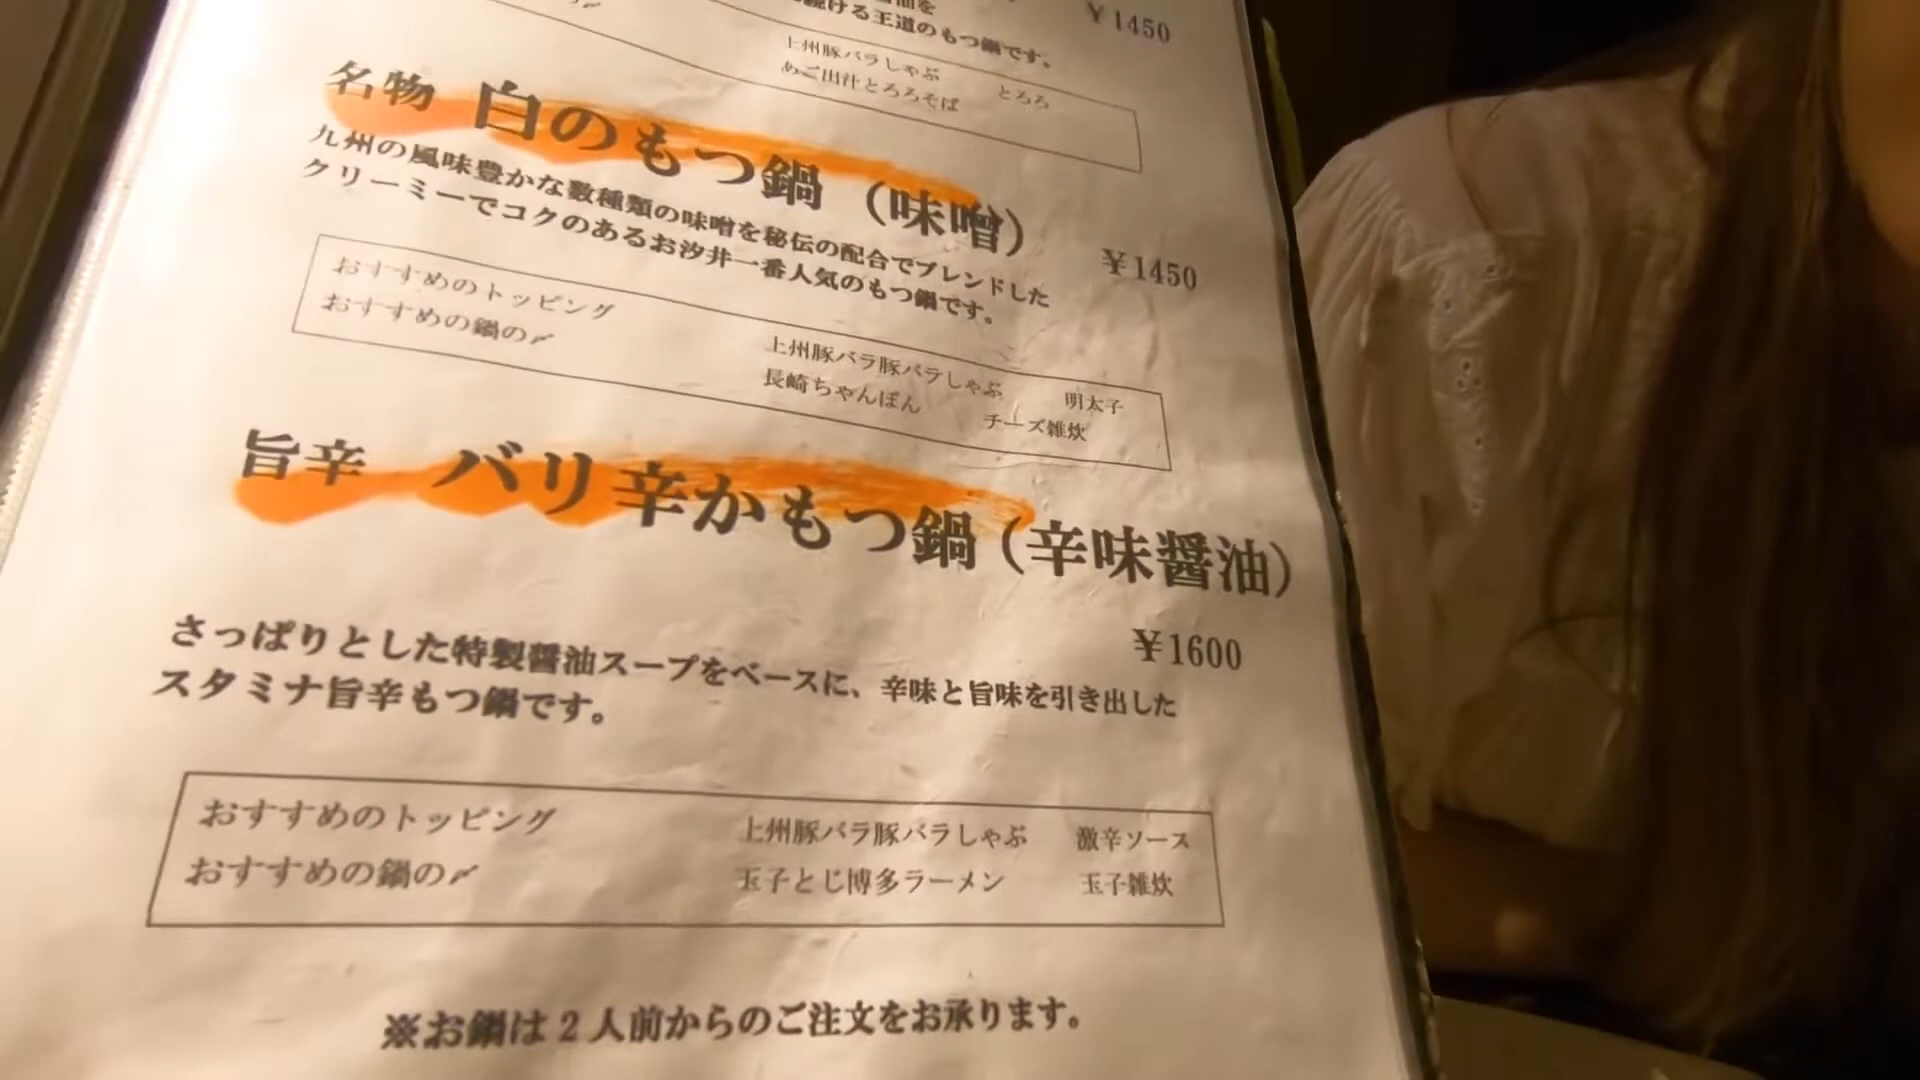 続ける王道のもつ鍋です。
¥1450
上州豚バラしゃぶ とろろ
あご出汁とろろそば
名物 白のもつ鍋（味噌）
九州の風味豊かな数種類の味噌を秘伝の配合でブレンドした
クリーミーでコクのあるお汐井一番人気のもつ鍋です。
¥1450
おすすめのトッピング 上州豚バラ豚バラしゃぶ 明太子
おすすめの鍋の〆 長崎ちゃんぽん チーズ雑炊
旨辛 バリ辛かもつ鍋（辛味醤油）
¥1600
さっぱりとした特製醤油スープをベースに、辛味と旨味を引き出した
スタミナ旨辛もつ鍋です。
おすすめのトッピング 上州豚バラ豚バラしゃぶ 激辛ソース
おすすめの鍋の〆 玉子とじ博多ラーメン 玉子雑炊
※お鍋は２人前からのご注文をお承ります。